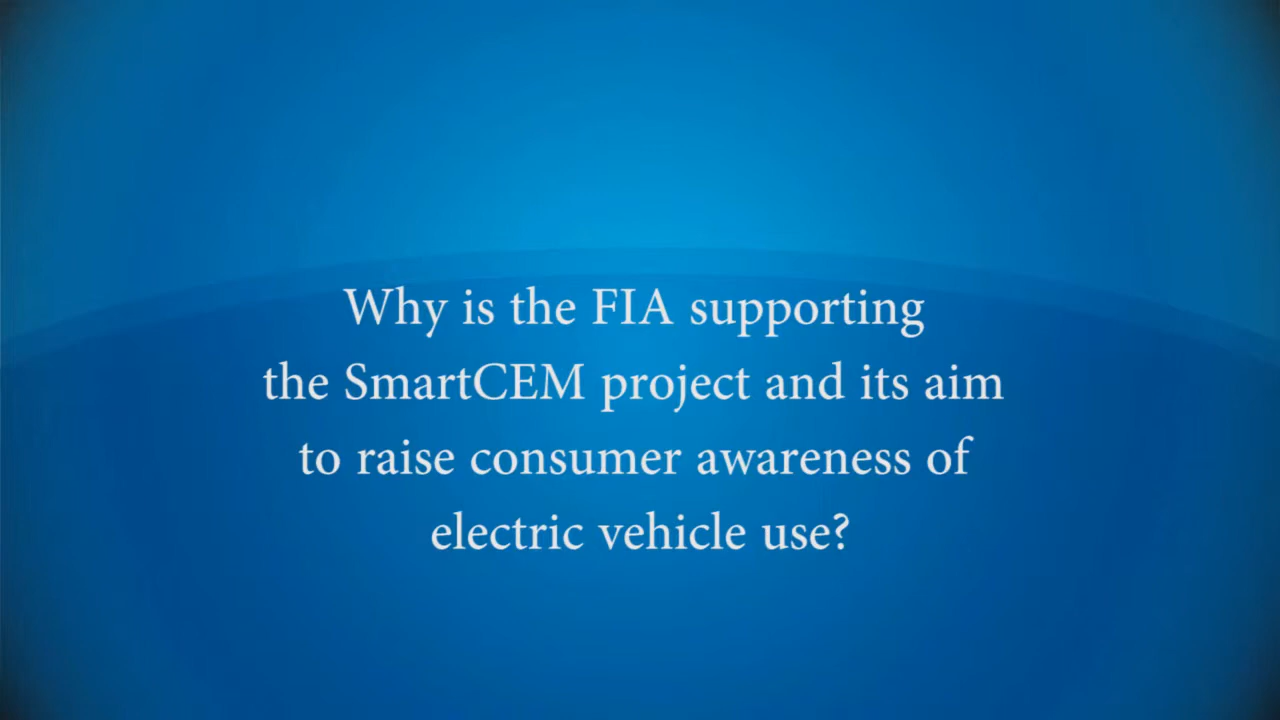 Why is the FIA supporting
the SmartCEM project and its aim
to raise consumer awareness of
electric vehicle use?